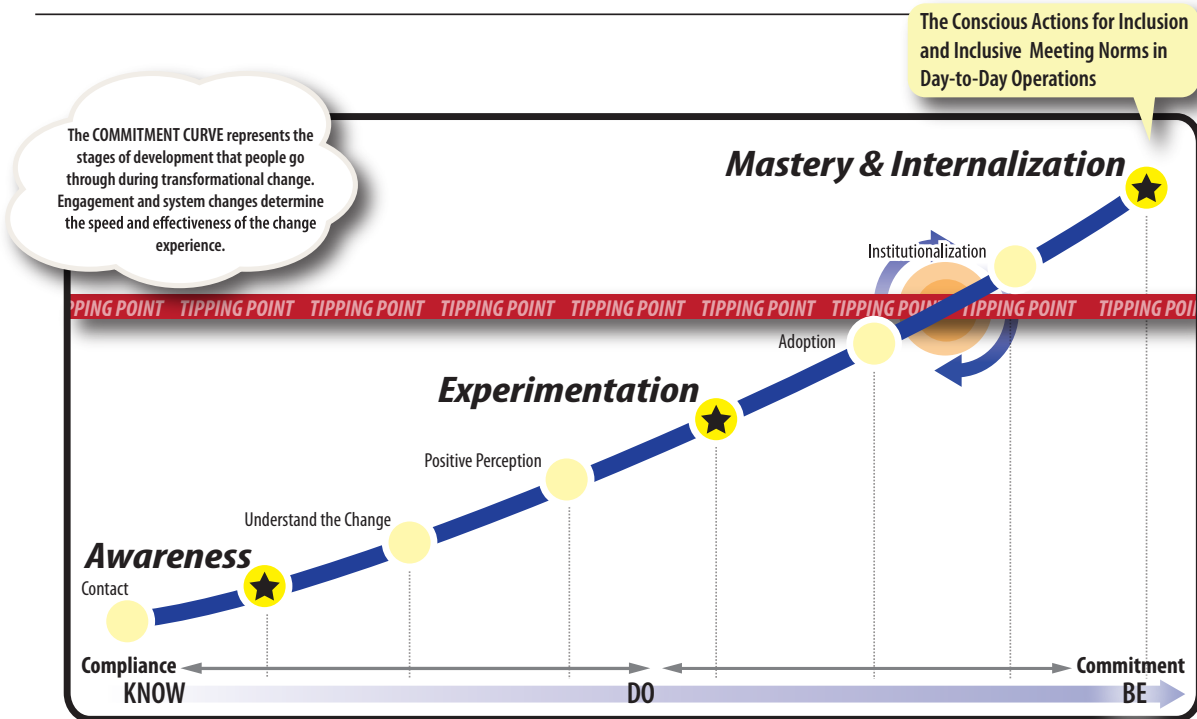 The Conscious Actions for Inclusion
and Inclusive Meeting Norms in
Day-to-Day Operations
The COMMITMENT CURVE represents the
stages of development that people go
through during transformational change.
Engagement and system changes determine
the speed and effectiveness of the change
experience.
Mastery & Internalization
Institutionalization
PPING POINT TIPPING POINT TIPPING POINT TIPPING POINT TIPPING POINT TIPPING POINT TIPPING POINT TIPPING POINT TIPPING POI
Adoption
Experimentation
Positive Perception
Understand the Change
Awareness
Contact
Compliance Commitment
KNOW DO BE